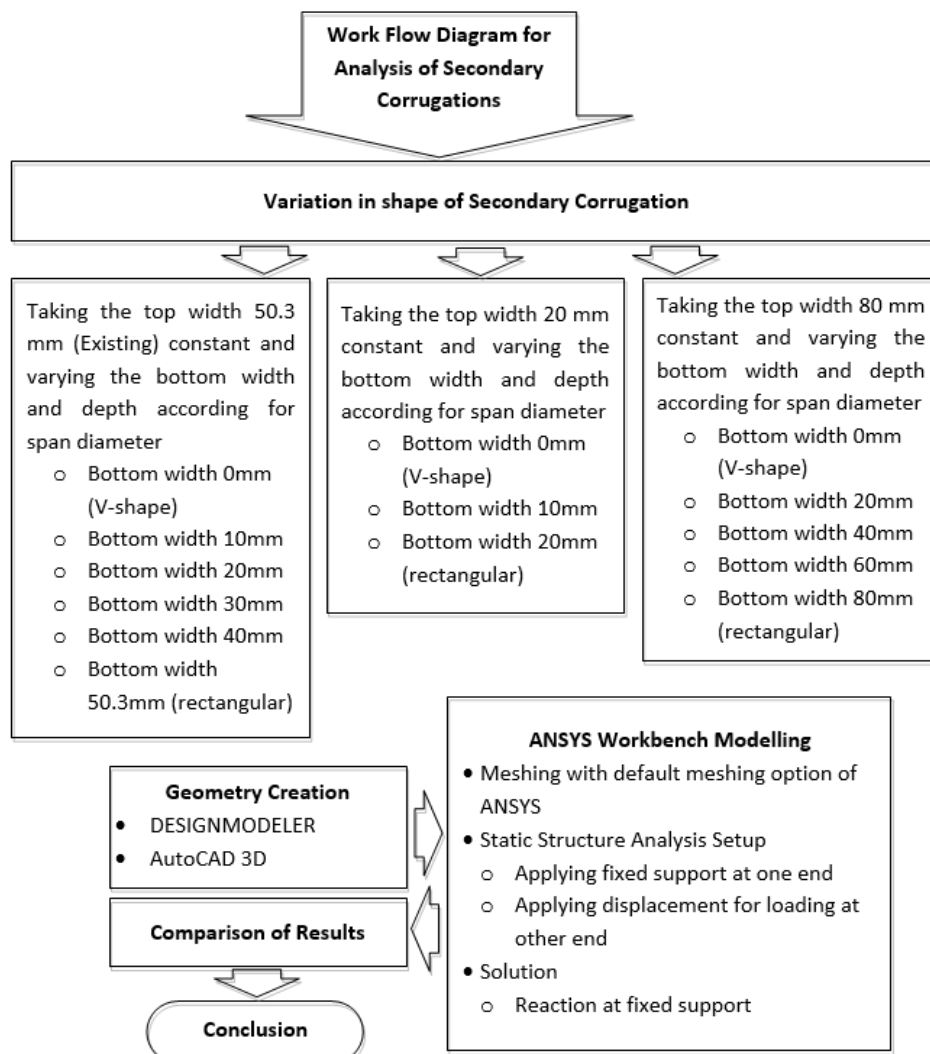 Work Flow Diagram for
Analysis of Secondary
Corrugations
Variation in shape of Secondary Corrugation
Taking the top width 50.3
mm (Existing) constant and
varying the bottom width
and depth according for
span diameter
o Bottom width 0mm
(V-shape)
o Bottom width 10mm
o Bottom width 20mm
o Bottom width 30mm
o Bottom width 40mm
o Bottom width
50.3mm (rectangular)
Taking the top width 20 mm
constant and varying the
bottom width and depth
according for span diameter
o Bottom width 0mm
(V-shape)
o Bottom width 10mm
o Bottom width 20mm
(rectangular)
Taking the top width 80 mm
constant and varying the
bottom width and depth
according for span diameter
o Bottom width 0mm
(V-shape)
o Bottom width 20mm
o Bottom width 40mm
o Bottom width 60mm
o Bottom width 80mm
(rectangular)
Geometry Creation
• DESIGNMODELER
• AutoCAD 3D
ANSYS Workbench Modelling
• Meshing with default meshing option of
ANSYS
• Static Structure Analysis Setup
o Applying fixed support at one end
o Applying displacement for loading at
other end
• Solution
o Reaction at fixed support
Comparison of Results
Conclusion